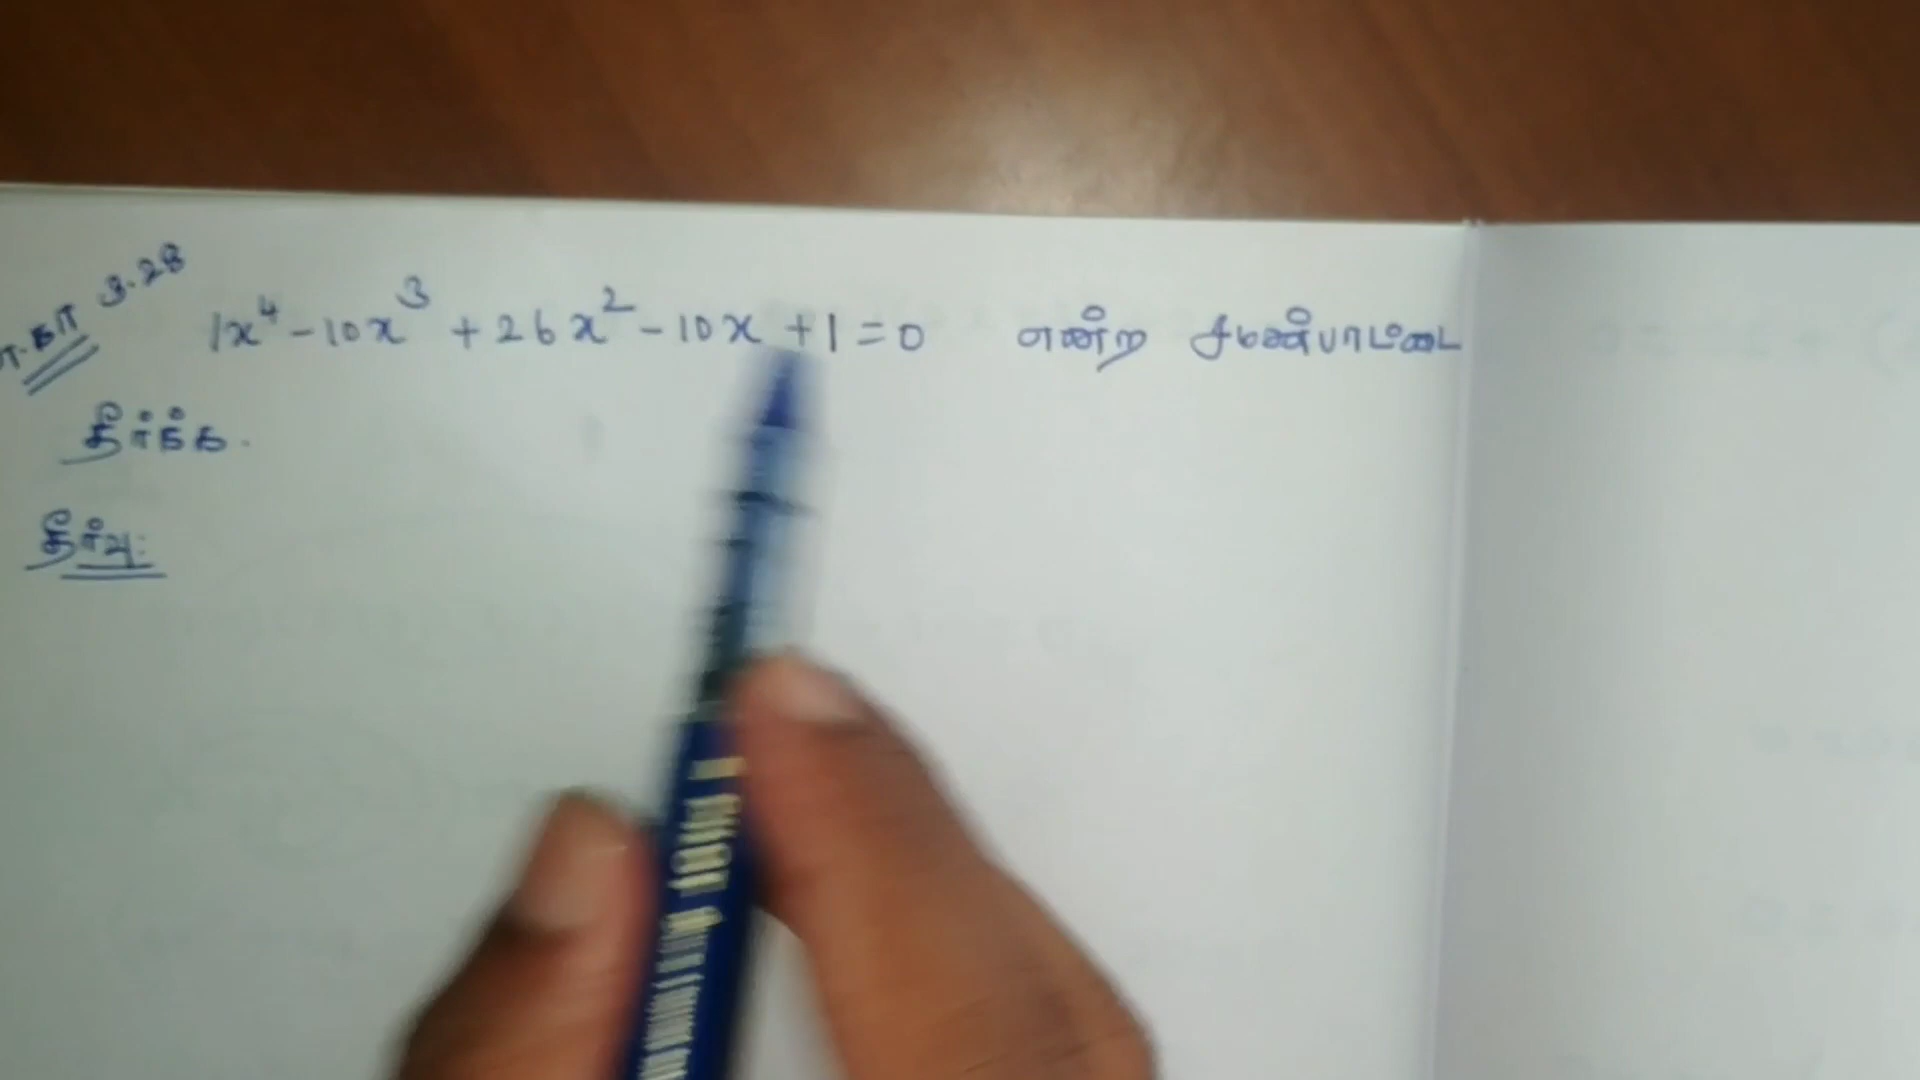 எ.கா 3.28
1x⁴ - 10x³ + 26x² - 10x + 1 = 0 என்ற சமன்பாட்டை
தீர்க்க.
தீர்வு: